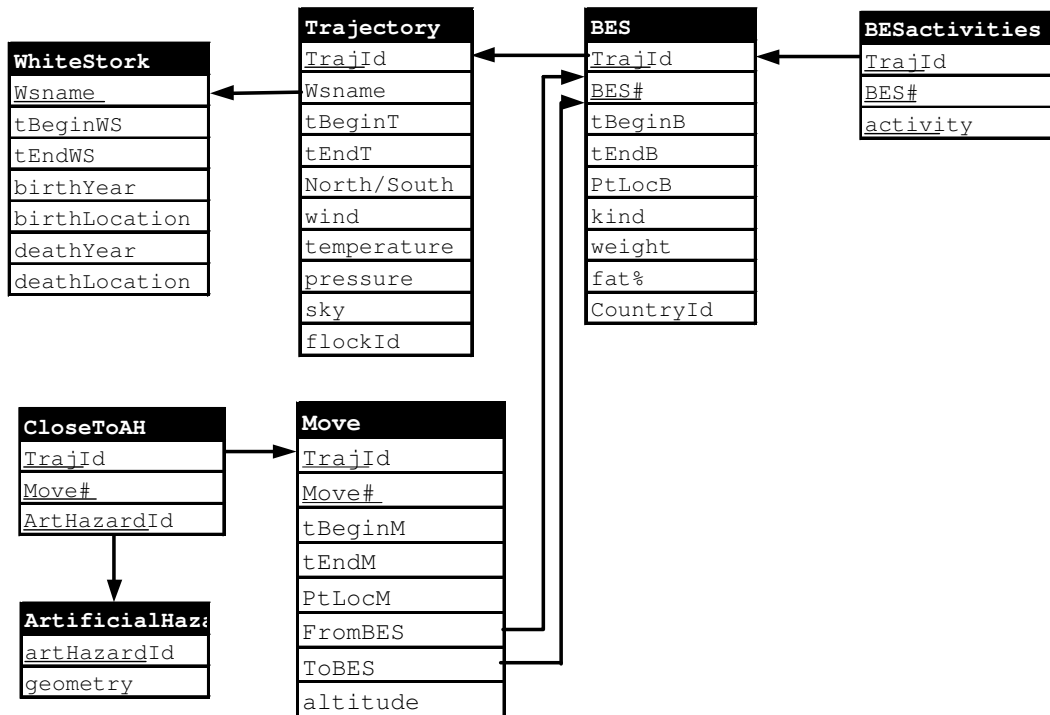 WhiteStork
Wsname
tBeginWS
tEndWS
birthYear
birthLocation
deathYear
deathLocation
Trajectory
TrajId
Wsname
tBeginT
tEndT
North/South
wind
temperature
pressure
sky
flockId
BES
TrajId
BES#
tBeginB
tEndB
PtLocB
kind
weight
fat%
CountryId
BESactivities
TrajId
BES#
activity
CloseToAH
TrajId
Move#
ArtHazardId
ArtificialHaza
artHazardId
geometry
Move
TrajId
Move#
tBeginM
tEndM
PtLocM
FromBES
ToBES
altitude